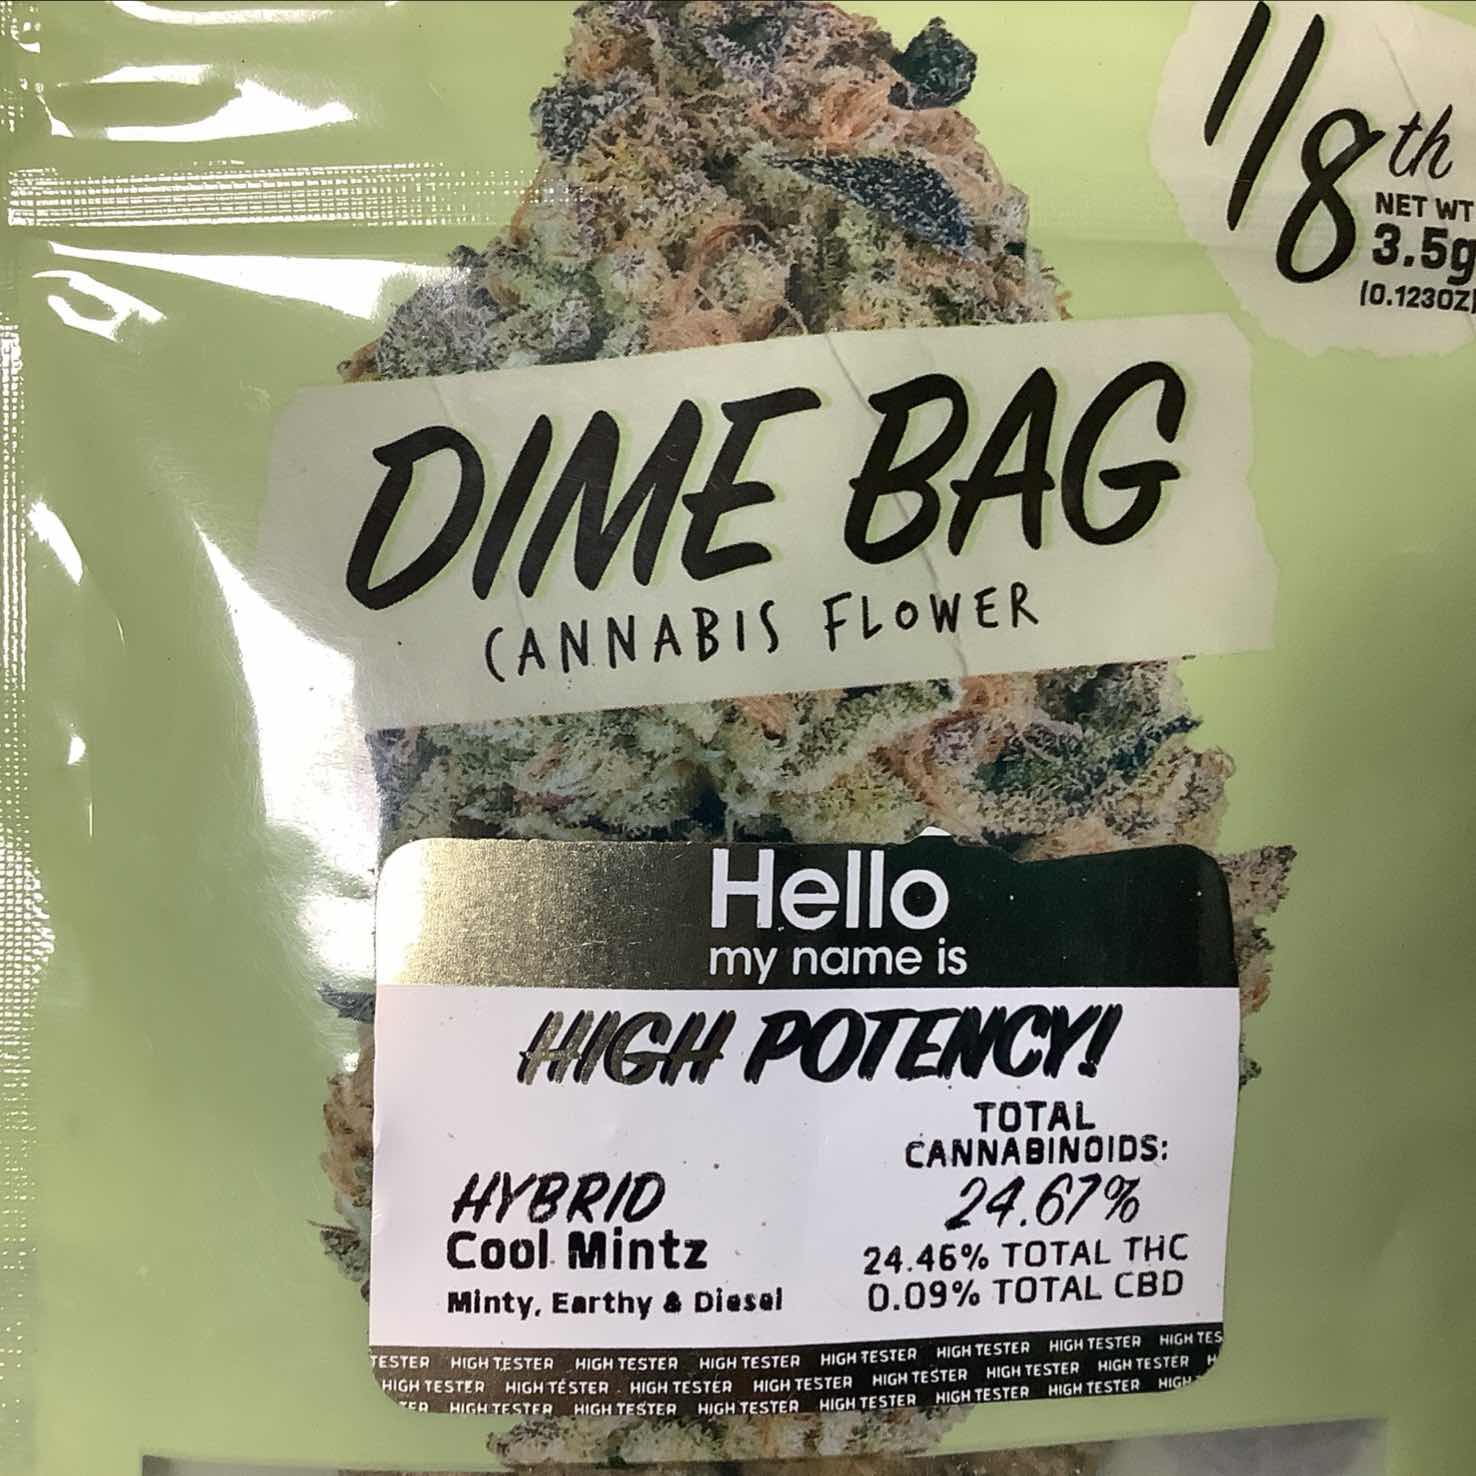 1/8th
NET WT
3.5g
(0.123OZ)
DIME BAG
CANNABIS FLOWER
Hello
my name is
HIGH POTENCY!
TOTAL
CANNABINOIDS:
24.67%
24.46% TOTAL THC
0.09% TOTAL CBD
HYBRID
Cool Mintz
Minty, Earthy & Diesel
TESTER HIGH TESTER HIGH TESTER HIGH TESTER HIGH TESTER HIGH TESTER HIGH TESTER HIGH TES
HIGH TESTER HIGH TESTER HIGH TESTER HIGH TESTER HIGH TESTER HIGH TESTER HIGH TESTER H
TER HIGH TESTER HIGH TESTER HIGH TESTER HIGH TESTER HIGH TESTER HIGH TESTER HIGH